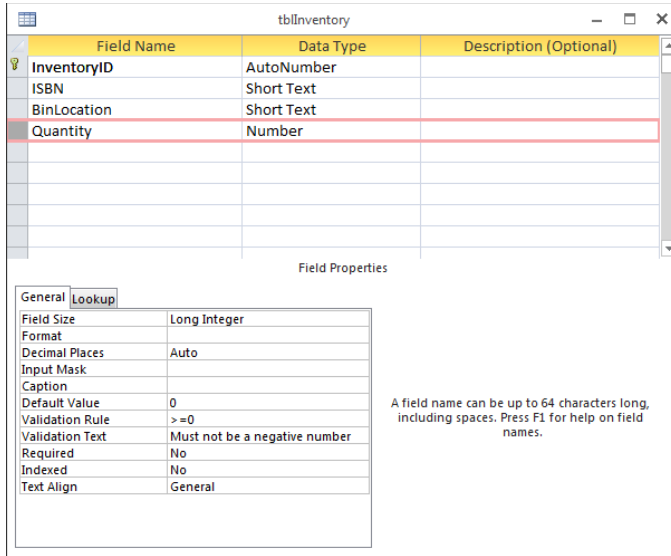 tblInventory
Field Name Data Type Description (Optional)
InventoryID AutoNumber
ISBN Short Text
BinLocation Short Text
Quantity Number
Field Properties
General Lookup
Field Size Long Integer
Format
Decimal Places Auto
Input Mask
Caption
Default Value 0
Validation Rule >=0
Validation Text Must not be a negative number
Required No
Indexed No
Text Align General
A field name can be up to 64 characters long,
including spaces. Press F1 for help on field
names.